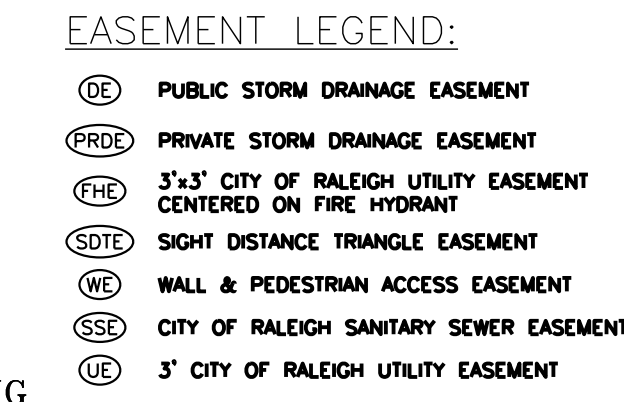 EASEMENT LEGEND:
DE PUBLIC STORM DRAINAGE EASEMENT
PRDE PRIVATE STORM DRAINAGE EASEMENT
FHE 3'x3' CITY OF RALEIGH UTILITY EASEMENT
CENTERED ON FIRE HYDRANT
SDTE SIGHT DISTANCE TRIANGLE EASEMENT
WE WALL & PEDESTRIAN ACCESS EASEMENT
SSE CITY OF RALEIGH SANITARY SEWER EASEMENT
UE 3' CITY OF RALEIGH UTILITY EASEMENT